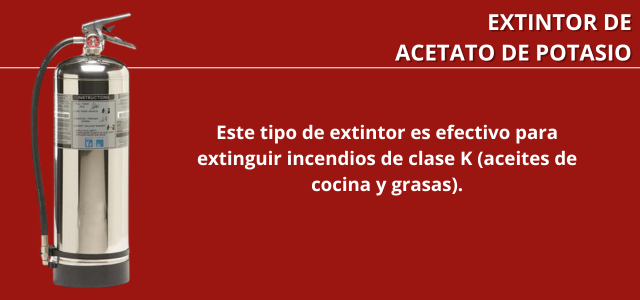 EXTINTOR DE
ACETATO DE POTASIO
Este tipo de extintor es efectivo para
extinguir incendios de clase K (aceites de
cocina y grasas).